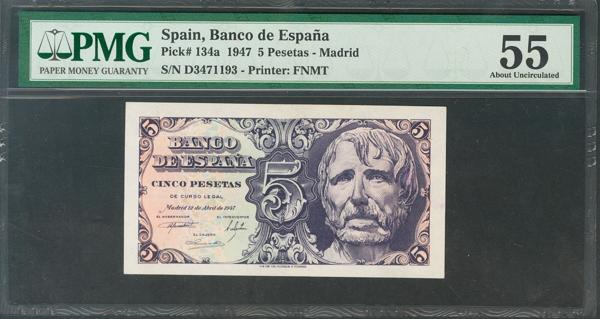 PMG
PAPER MONEY GUARANTY
Spain, Banco de España
Pick# 134a 1947 5 Pesetas - Madrid
S/N D3471193 - Printer: FNMT
55
About Uncirculated
5
5
BANCO
DE ESPAÑA
CINCO PESETAS
DE CURSO LEGAL
Madrid 12 de Abril de 1947
EL GOBERNADOR
EL INTERVENTOR
EL CAJERO
5
5
5